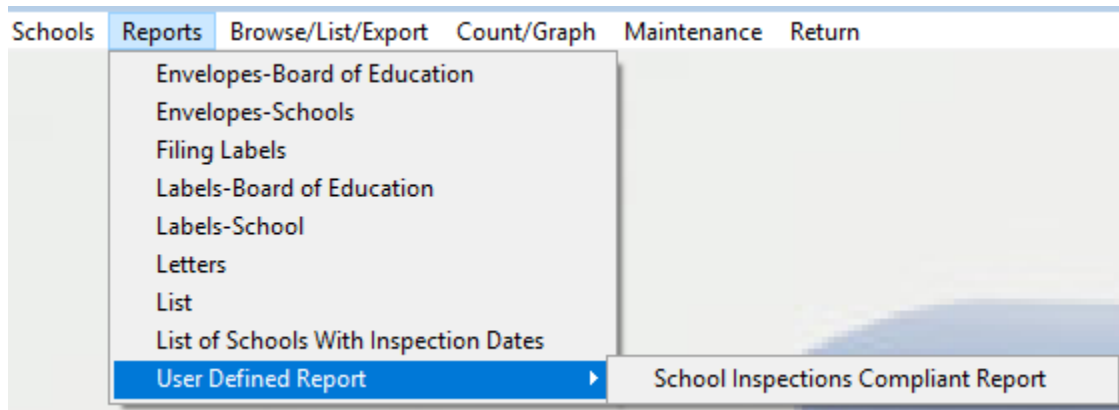 Schools Reports Browse/List/Export Count/Graph Maintenance Return
Envelopes-Board of Education
Envelopes-Schools
Filing Labels
Labels-Board of Education
Labels-School
Letters
List
List of Schools With Inspection Dates
User Defined Report
School Inspections Compliant Report